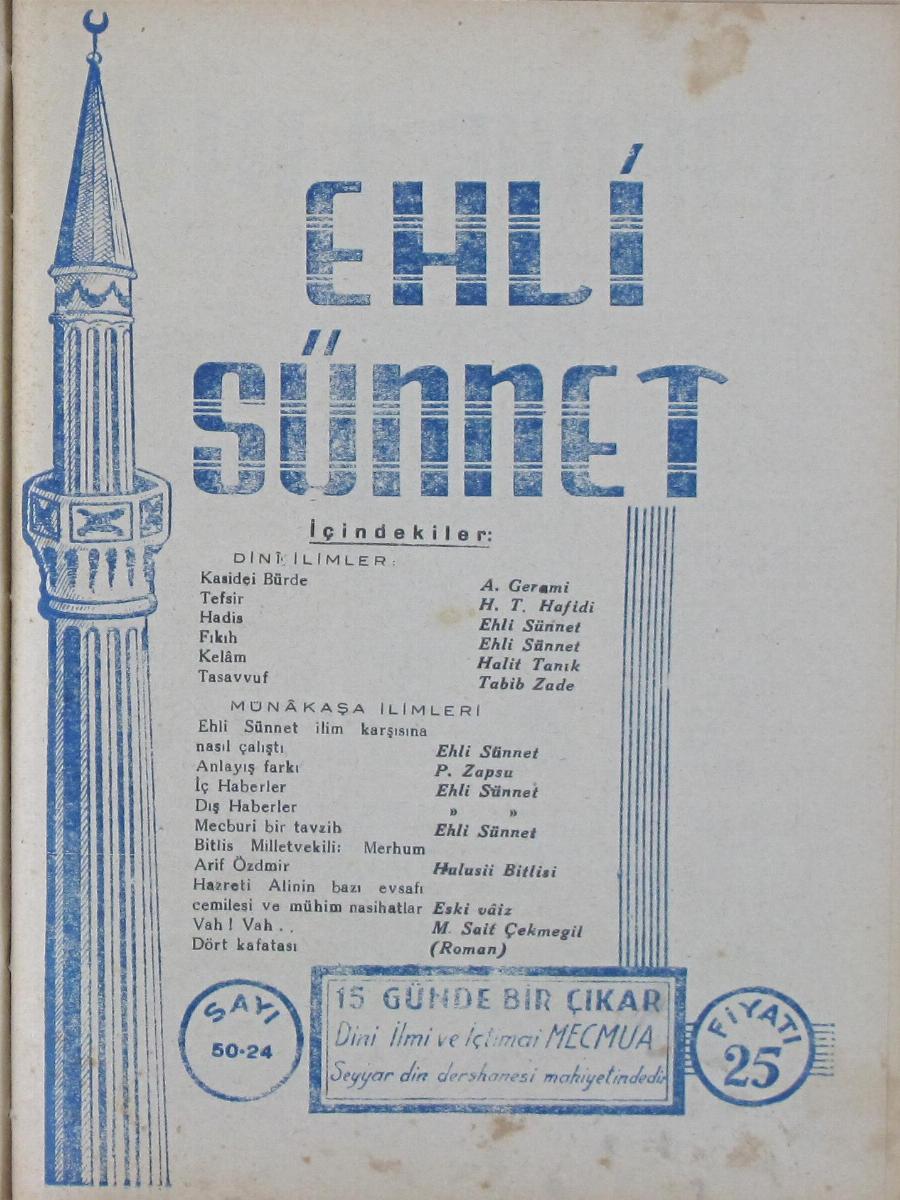 EHLİ
SÜNNET
İçindekiler:
DİNÎ İLİMLER:
Kasidei Bürde A. Gerami
Tefsir H. T. Hafidi
Hadis Ehli Sünnet
Fıkıh Ehli Sünnet
Kelâm Halit Tanık
Tasavvuf Tabib Zade
MÜNÂKAŞA İLİMLERİ
Ehli Sünnet ilim karşısına
nasıl çalıştı Ehli Sünnet
Anlayış farkı P. Zapsu
İç Haberler Ehli Sünnet
Dış Haberler » »
Mecburi bir tavzih Ehli Sünnet
Bitlis Milletvekili: Merhum
Arif Özdmir Hulusii Bitlisi
Hazreti Alinin bazı evsafı
cemilesi ve mühim nasihatlar Eski vâiz
Vah! Vah.. M. Sait Çekmegil
Dört kafatası (Roman)
SAYI
50-24
15 GÜNDE BİR ÇIKAR
Dini İlmi ve İçtimai MECMUA
Seyyar din dershanesi mahiyetindedir
FİYATI
25